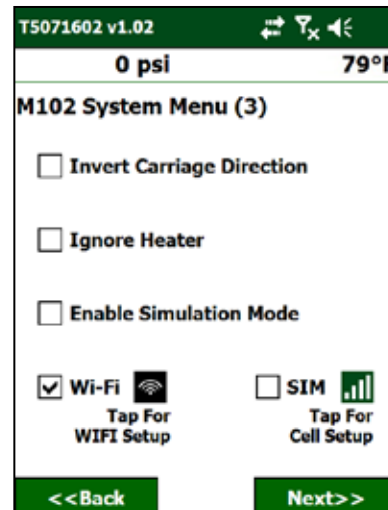 T5071602 v1.02
0 psi 79°F
M102 System Menu (3)
Invert Carriage Direction
Ignore Heater
Enable Simulation Mode
Wi-Fi SIM
Tap For Tap For
WIFI Setup Cell Setup
<<Back Next>>